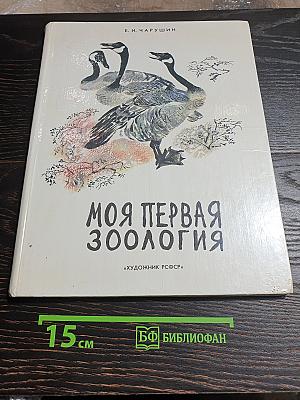 Е. И. ЧАРУШИН
МОЯ ПЕРВАЯ
ЗООЛОГИЯ
«ХУДОЖНИК РСФСР»
15 см
БФ БИБЛИОФАН